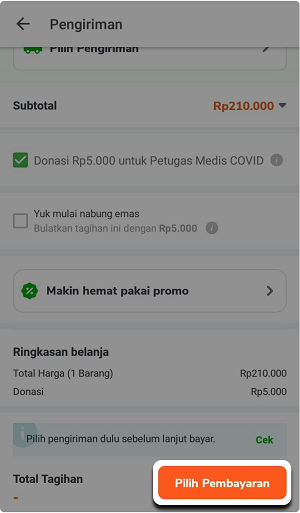 Pengiriman
Pilih Pengiriman
Subtotal Rp210.000
Donasi Rp5.000 untuk Petugas Medis COVID
Yuk mulai nabung emas
Bulatkan tagihan ini dengan Rp5.000
Makin hemat pakai promo
Ringkasan belanja
Total Harga (1 Barang) Rp210.000
Donasi Rp5.000
Pilih pengiriman dulu sebelum lanjut bayar. Cek
Total Tagihan
-
Pilih Pembayaran